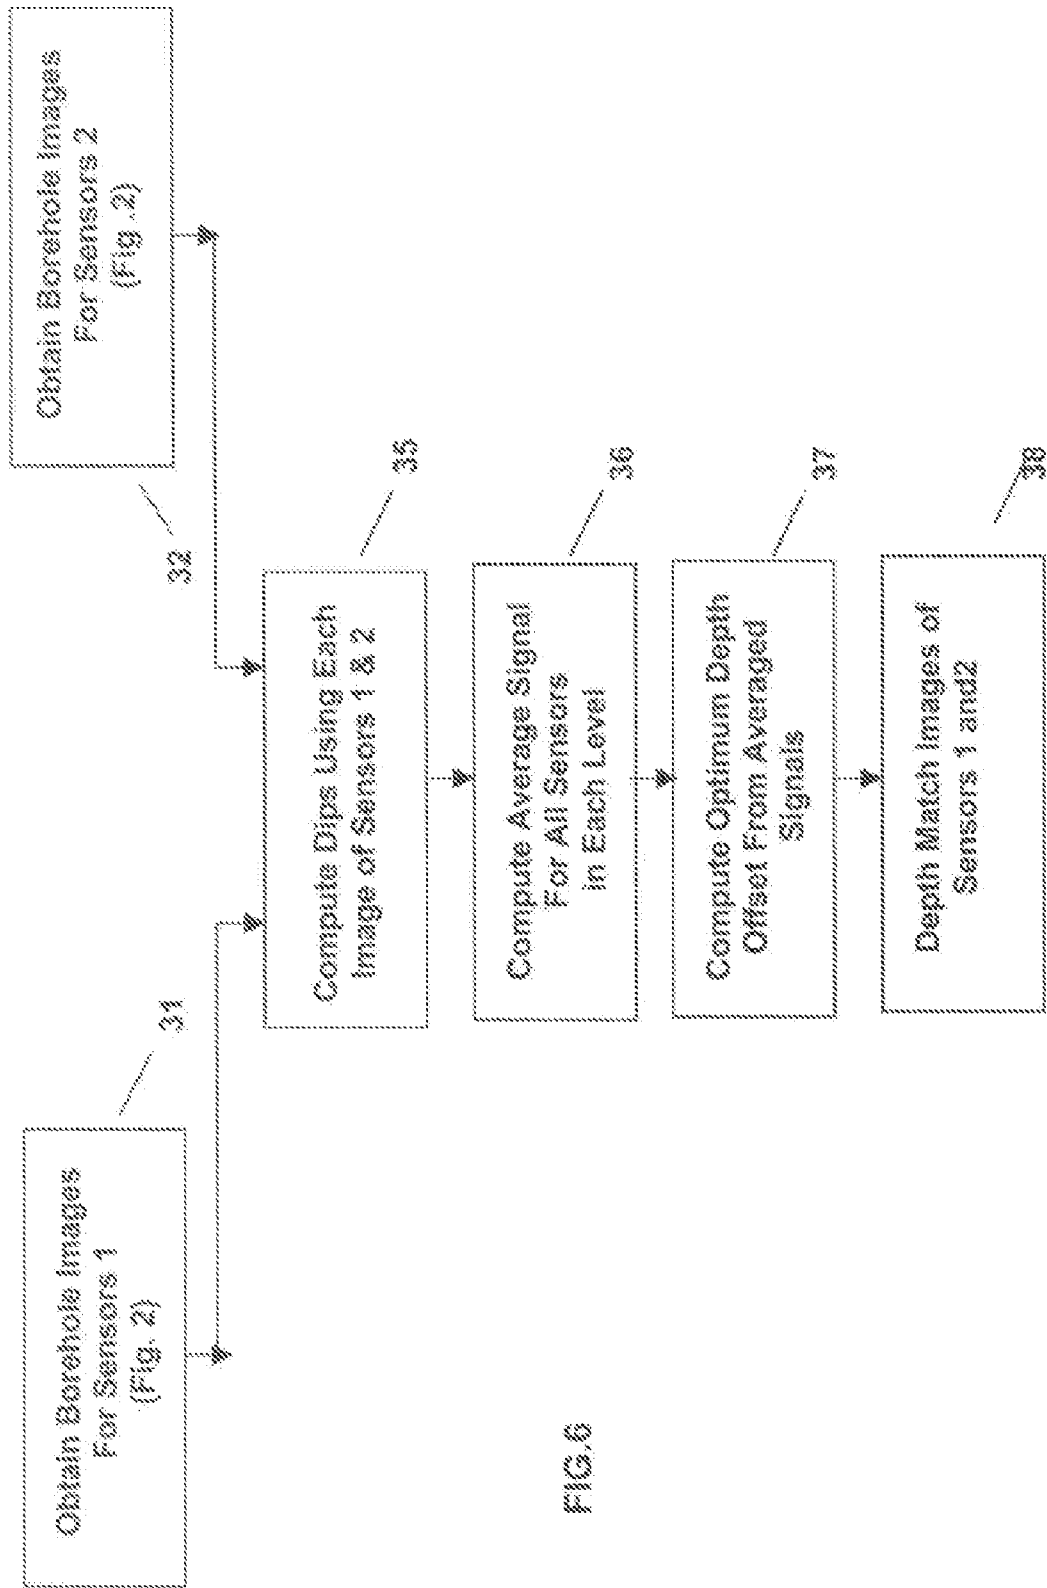 Obtain Borehole Images
For Sensors 1
(Fig. 2)
31
Obtain Borehole Images
For Sensors 2
(Fig .2)
32
Compute Dips Using Each
Image of Sensors 1 & 2
35
Compute Average Signal
For All Sensors
in Each Level
36
Compute Optimum Depth
Offset From Averaged
Signals
37
Depth Match Images of
Sensors 1 and2
38
FIG.6